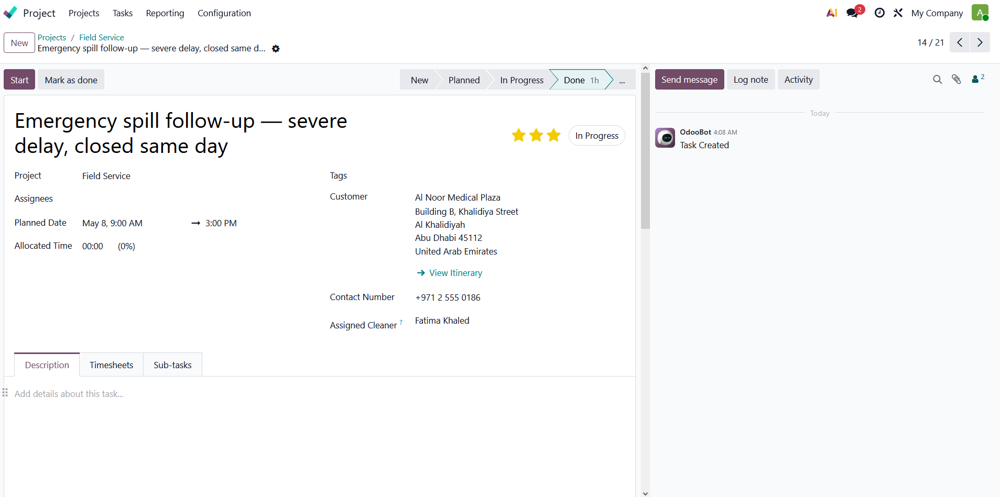 Project Projects Tasks Reporting Configuration
AI 2 My Company A
New
Projects / Field Service
Emergency spill follow-up — severe delay, closed same d...
14 / 21
Start Mark as done
New Planned In Progress Done 1h ...
Send message Log note Activity
2
Emergency spill follow-up — severe
delay, closed same day
In Progress
Project Field Service
Assignees
Planned Date May 8, 9:00 AM → 3:00 PM
Allocated Time 00:00 (0%)
Tags
Customer Al Noor Medical Plaza
Building B, Khalidiya Street
Al Khalidiyah
Abu Dhabi 45112
United Arab Emirates
→ View Itinerary
Contact Number +971 2 555 0186
Assigned Cleaner ? Fatima Khaled
Description Timesheets Sub-tasks
Add details about this task...
Today
OdooBot 4:08 AM
Task Created